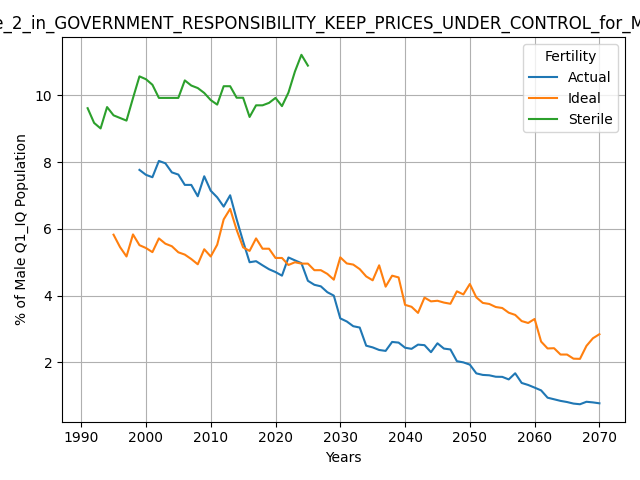 e_2_in_GOVERNMENT_RESPONSIBILITY_KEEP_PRICES_UNDER_CONTROL_for_M
Fertility
Actual
Ideal
Sterile
% of Male Q1_IQ Population
10
8
6
4
2
1990 2000 2010 2020 2030 2040 2050 2060 2070
Years